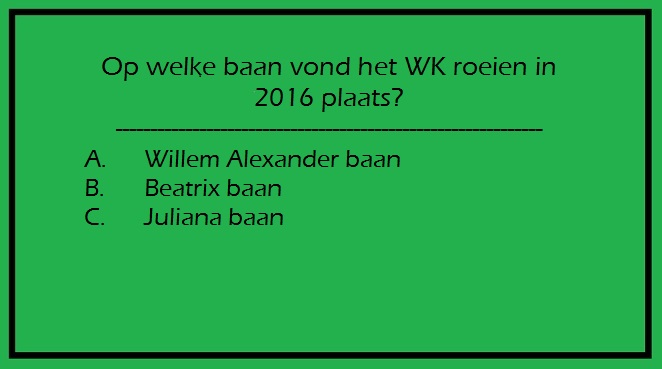 Op welke baan vond het WK roeien in
2016 plaats?
A. Willem Alexander baan
B. Beatrix baan
C. Juliana baan